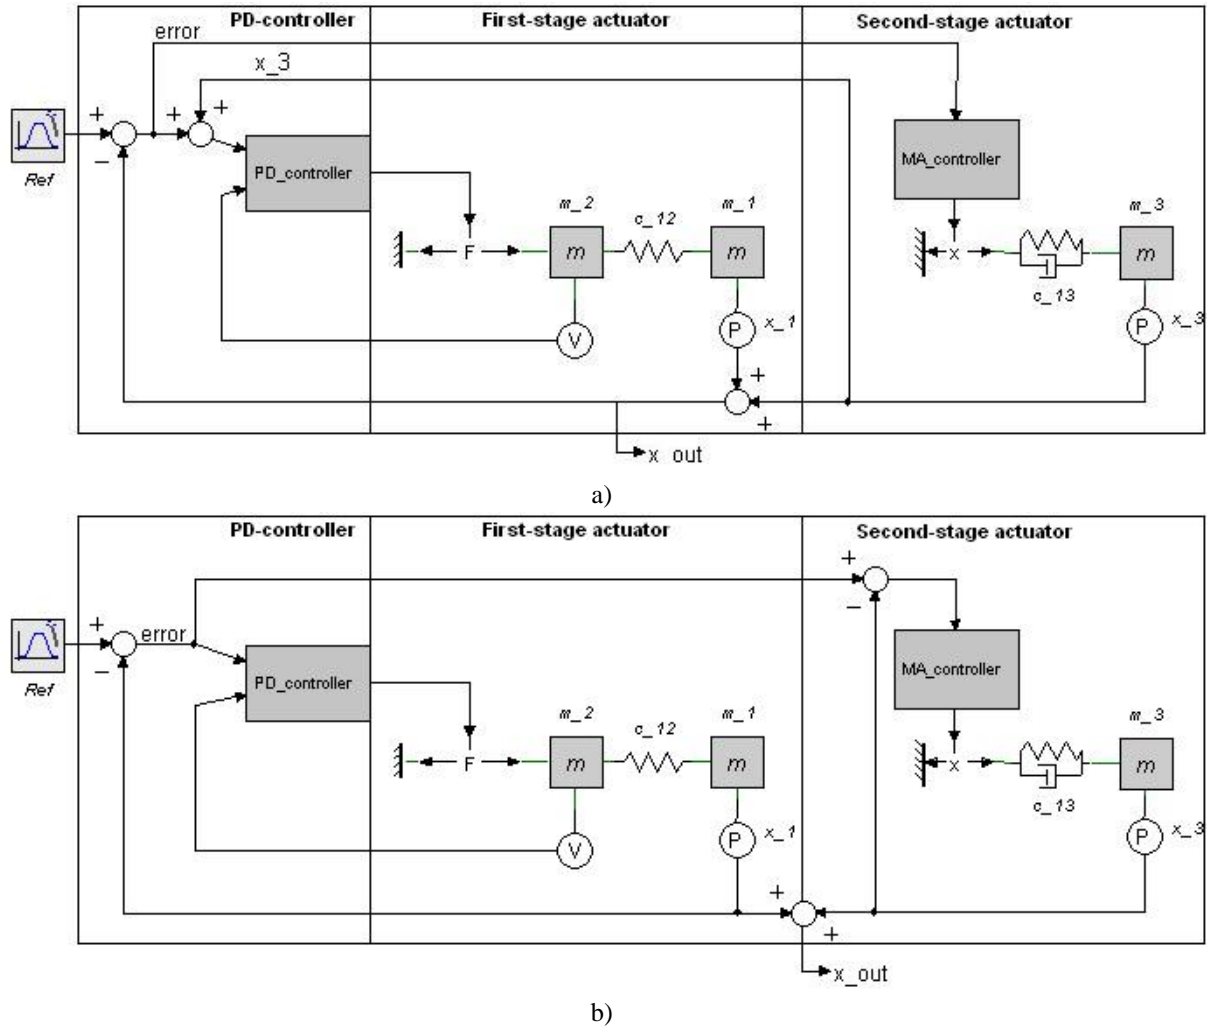 PD-controller First-stage actuator Second-stage actuator
error
x_3
+ + +
−
Ref
PD_controller
MA_controller
m_2 c_12 m_1 m_3
F m m x m
c_13
V P x_1 P x_3
+
+
x_out
a)
PD-controller First-stage actuator Second-stage actuator
+
−
+ error
−
Ref
PD_controller
MA_controller
m_2 c_12 m_1 m_3
F m m x m
c_13
V P x_1 P x_3
+
+
x_out
b)